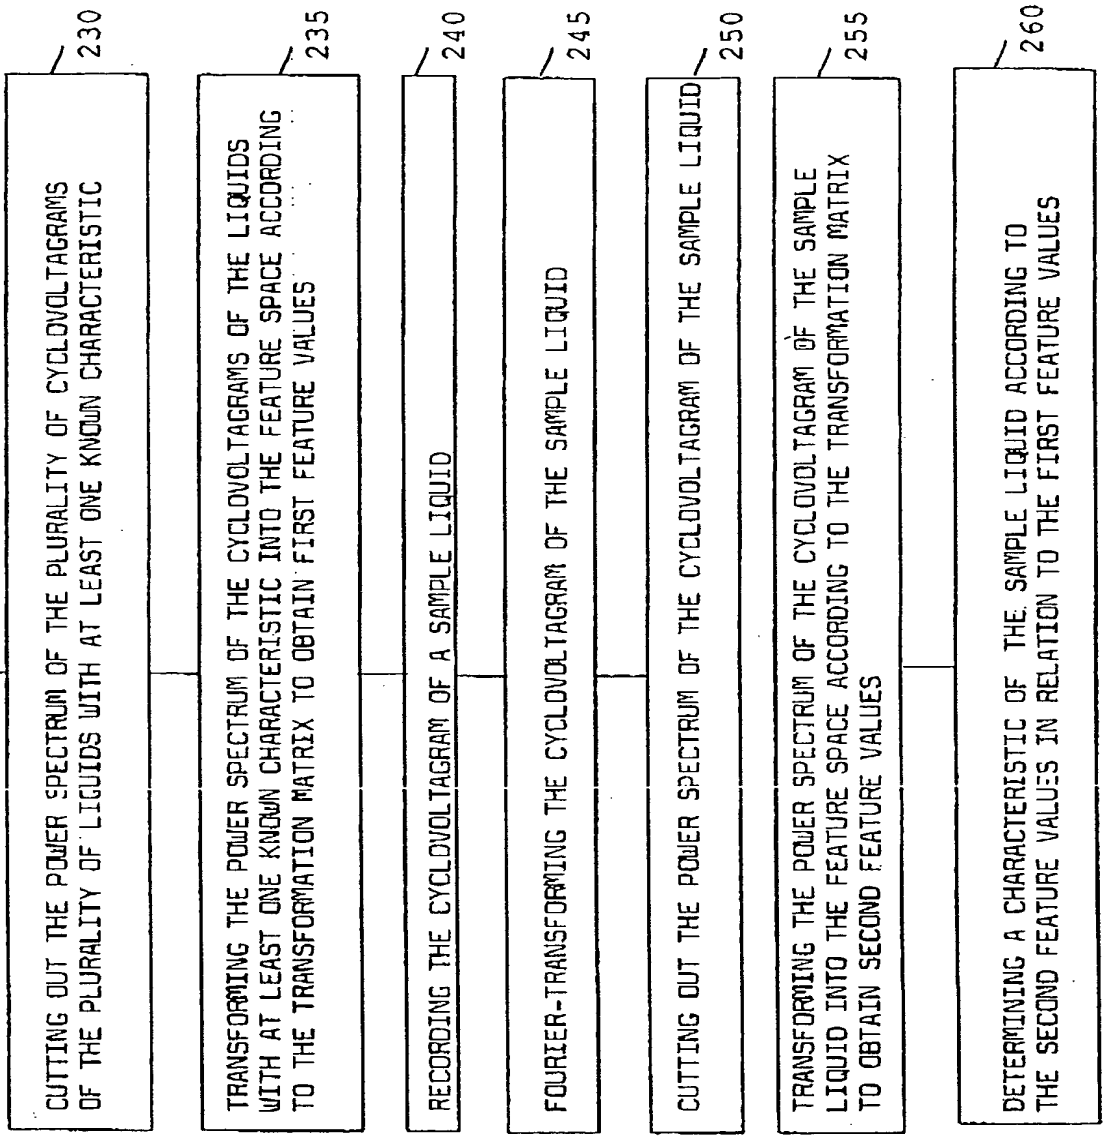 CUTTING OUT THE POWER SPECTRUM OF THE PLURALITY OF CYCLOVOLTAGRAMS
OF THE PLURALITY OF LIQUIDS WITH AT LEAST ONE KNOWN CHARACTERISTIC
230
TRANSFORMING THE POWER SPECTRUM OF THE CYCLOVOLTAGRAMS OF THE LIQUIDS
WITH AT LEAST ONE KNOWN CHARACTERISTIC INTO THE FEATURE SPACE ACCORDING
TO THE TRANSFORMATION MATRIX TO OBTAIN FIRST FEATURE VALUES
235
RECORDING THE CYCLOVOLTAGRAM OF A SAMPLE LIQUID
240
FOURIER-TRANSFORMING THE CYCLOVOLTAGRAM OF THE SAMPLE LIQUID
245
CUTTING OUT THE POWER SPECTRUM OF THE CYCLOVOLTAGRAM OF THE SAMPLE LIQUID
250
TRANSFORMING THE POWER SPECTRUM OF THE CYCLOVOLTAGRAM OF THE SAMPLE
LIQUID INTO THE FEATURE SPACE ACCORDING TO THE TRANSFORMATION MATRIX
TO OBTAIN SECOND FEATURE VALUES
255
DETERMINING A CHARACTERISTIC OF THE SAMPLE LIQUID ACCORDING TO
THE SECOND FEATURE VALUES IN RELATION TO THE FIRST FEATURE VALUES
260